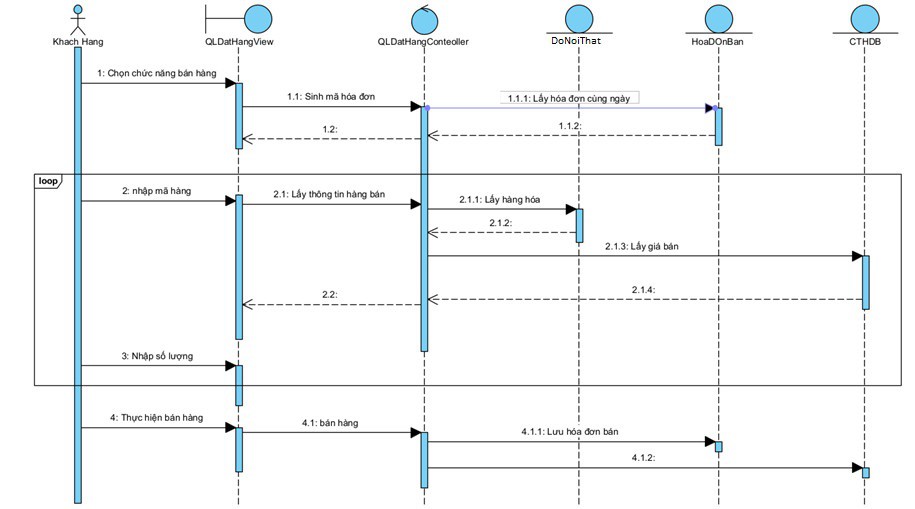 Khach Hang
QLDatHangView
QLDatHangConteoller
DoNoiThat
HoaDOnBan
CTHDB
1: Chọn chức năng bán hàng
1.1: Sinh mã hóa đơn
1.1.1: Lấy hóa đơn cùng ngày
1.2:
1.1.2:
loop
2: nhập mã hàng
2.1: Lấy thông tin hàng bán
2.1.1: Lấy hàng hóa
2.1.2:
2.1.3: Lấy giá bán
2.2:
2.1.4:
3: Nhập số lượng
4: Thực hiện bán hàng
4.1: bán hàng
4.1.1: Lưu hóa đơn bán
4.1.2: